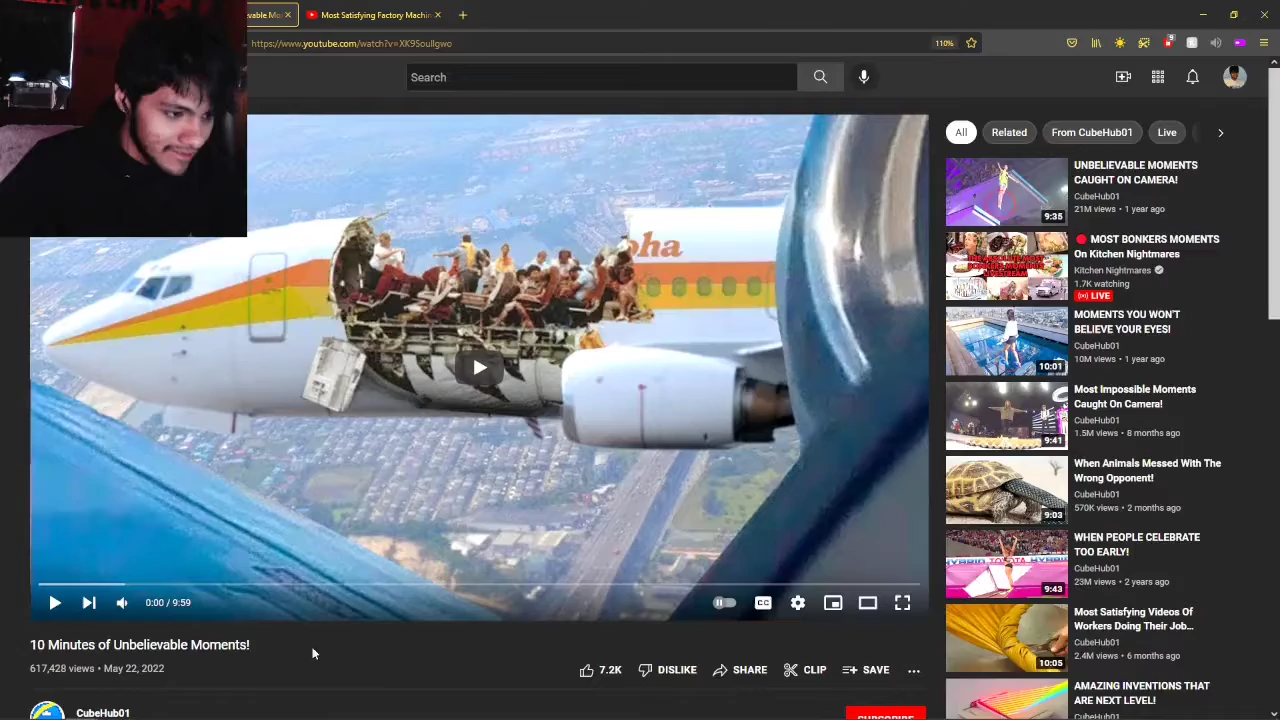 vable Mo
Most Satisfying Factory Machin
https://www.youtube.com/watch?v=XK9SouIlgwo
110%
9
Search
All
Related
From CubeHub01
Live
oha
UNBELIEVABLE MOMENTS
CAUGHT ON CAMERA!
CubeHub01
21M views • 1 year ago
9:35
MOST BONKERS MOMENTS
On Kitchen Nightmares
Kitchen Nightmares
1.7K watching
LIVE
MOMENTS YOU WON'T
BELIEVE YOUR EYES!
CubeHub01
10M views • 1 year ago
10:01
Most Impossible Moments
Caught On Camera!
CubeHub01
1.5M views • 8 months ago
9:41
When Animals Messed With The
Wrong Opponent!
CubeHub01
570K views • 2 months ago
9:03
WHEN PEOPLE CELEBRATE
TOO EARLY!
CubeHub01
23M views • 2 years ago
9:43
Most Satisfying Videos Of
Workers Doing Their Job...
CubeHub01
2.4M views • 6 months ago
10:05
AMAZING INVENTIONS THAT
ARE NEXT LEVEL!
CubeHub01
0:00 / 9:59
CC
10 Minutes of Unbelievable Moments!
617,428 views • May 22, 2022
7.2K
DISLIKE
SHARE
CLIP
SAVE
CubeHub01
SUBSCRIBE